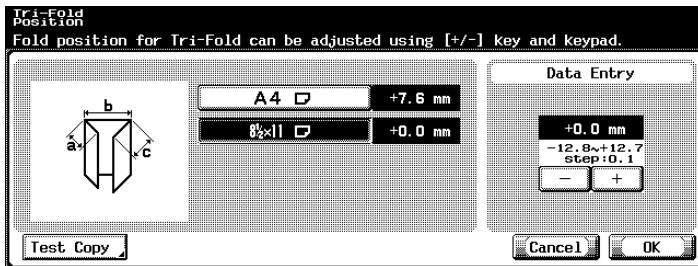 Tri-Fold
Position
Fold position for Tri-Fold can be adjusted using [+/-] key and keypad.
Data Entry
b
a
c
A4 +7.6 mm
8½×11 +0.0 mm
+0.0 mm
-12.8~+12.7
step:0.1
− +
Test Copy
Cancel OK